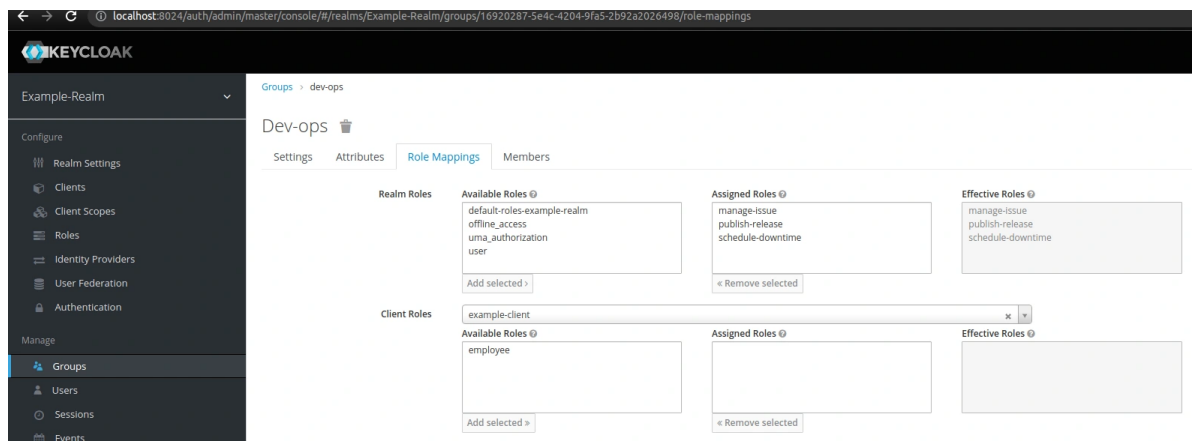 localhost:8024/auth/admin/master/console/#/realms/Example-Realm/groups/16920287-5e4c-4204-9fa5-2b92a2026498/role-mappings
KEYCLOAK
Example-Realm
Configure
Realm Settings
Clients
Client Scopes
Roles
Identity Providers
User Federation
Authentication
Manage
Groups
Users
Sessions
Events
Groups > dev-ops
Dev-ops
Settings Attributes Role Mappings Members
Realm Roles
Available Roles
default-roles-example-realm
offline_access
uma_authorization
user
Add selected >
Assigned Roles
manage-issue
publish-release
schedule-downtime
« Remove selected
Effective Roles
manage-issue
publish-release
schedule-downtime
Client Roles
example-client
Available Roles
employee
Add selected »
Assigned Roles
« Remove selected
Effective Roles